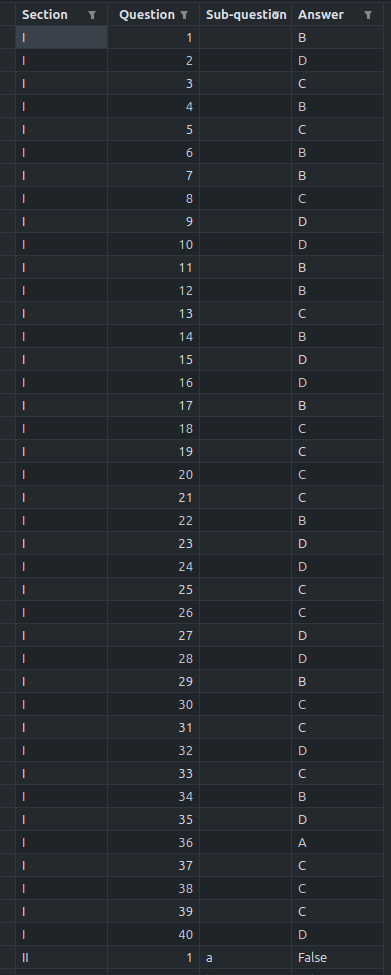 Section Question Sub-question Answer
I 1 B
I 2 D
I 3 C
I 4 B
I 5 C
I 6 B
I 7 B
I 8 C
I 9 D
I 10 D
I 11 B
I 12 B
I 13 C
I 14 B
I 15 D
I 16 D
I 17 B
I 18 C
I 19 C
I 20 C
I 21 C
I 22 B
I 23 D
I 24 D
I 25 C
I 26 C
I 27 D
I 28 D
I 29 B
I 30 C
I 31 C
I 32 D
I 33 C
I 34 B
I 35 D
I 36 A
I 37 C
I 38 C
I 39 C
I 40 D
II 1 a False